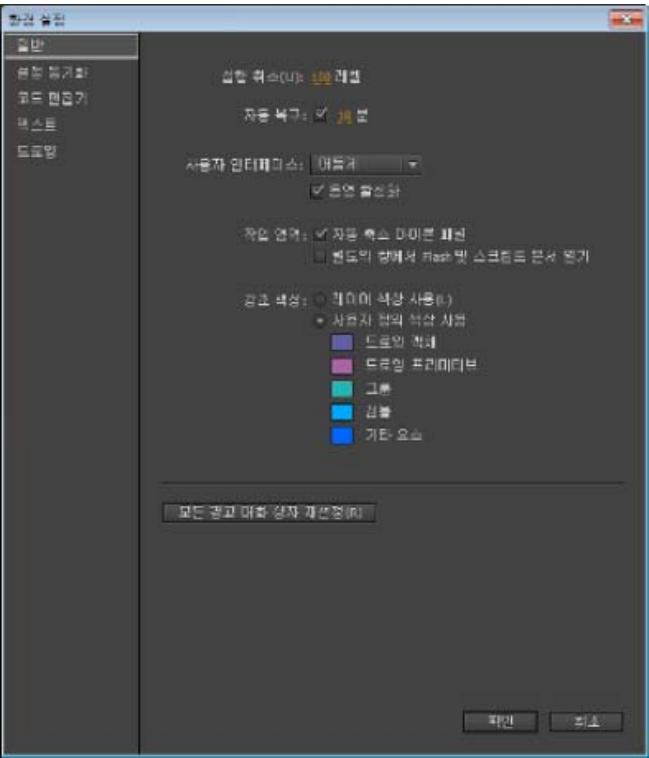 환경 설정
일반
설정 동기화
코드 편집기
텍스트
드로잉
실행 취소(U): 100 레벨
자동 복구: 분
사용자 인터페이스: 어둡게
음영 활성화
작업 영역: 자동 축소 아이콘 패널
별도의 창에서 Flash 및 스크립트 문서 열기
강조 색상: 레이어 색상 사용(L)
사용자 정의 색상 사용
드로잉 객체
드로잉 프리미티브
그룹
심볼
기타 요소
모든 경고 대화 상자 재설정(R)
확인
취소